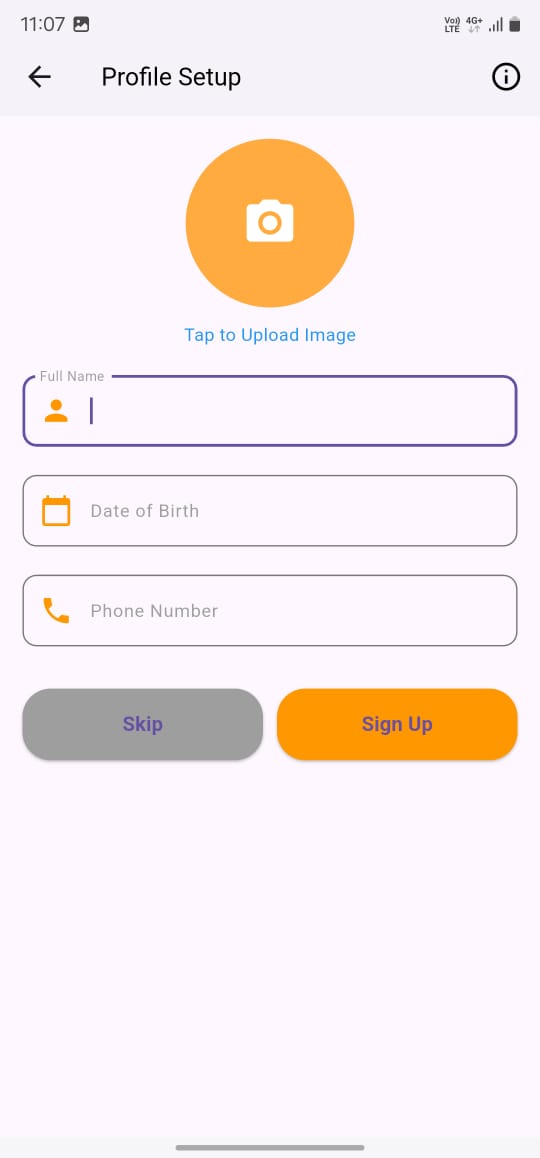 11:07
Vo)) 4G+
LTE
Profile Setup
Tap to Upload Image
Full Name
Date of Birth
Phone Number
Skip
Sign Up